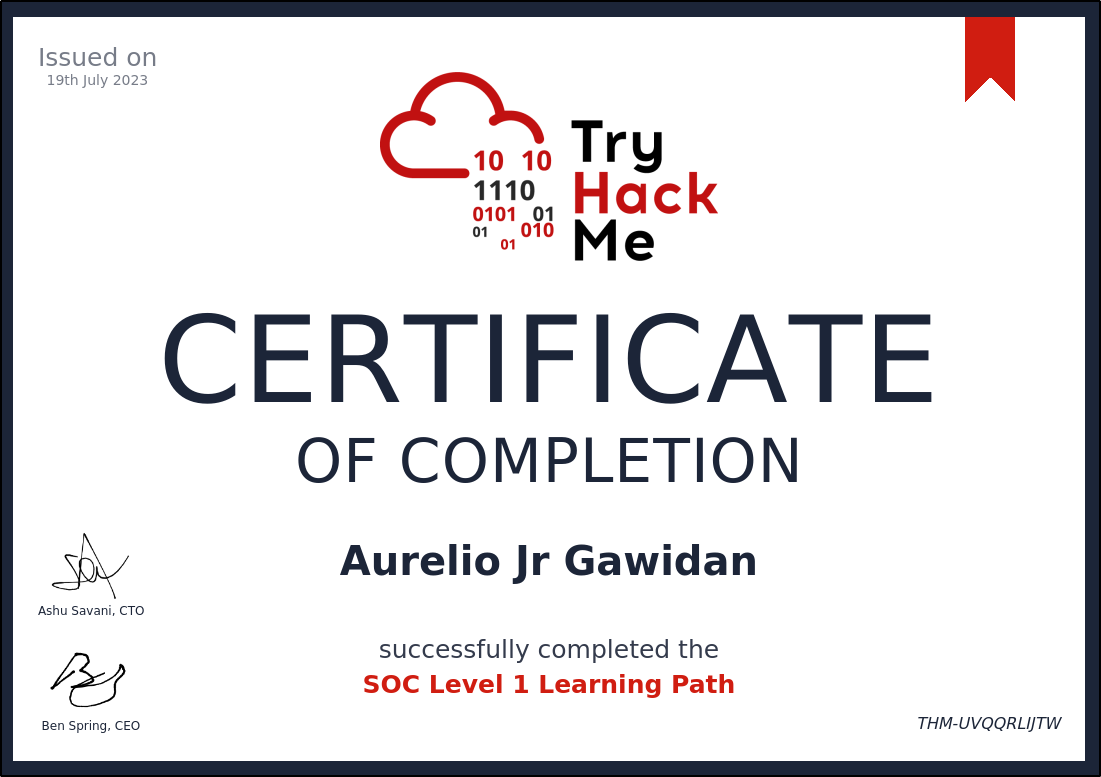 Issued on
19th July 2023
10 10
1110
0101 01
01 010
01
Try
Hack
Me
CERTIFICATE
OF COMPLETION
Aurelio Jr Gawidan
successfully completed the
SOC Level 1 Learning Path
Ashu Savani, CTO
Ben Spring, CEO
THM-UVQQRLIJTW